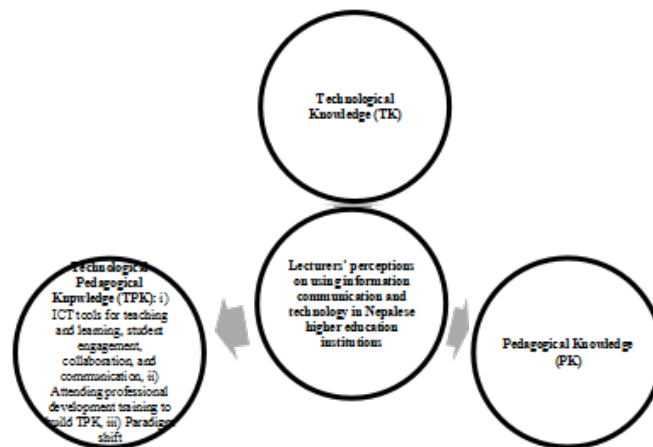 Technological
Knowledge (TK)
Lecturers' perceptions
on using information
communication and
technology in Nepalese
higher education
institutions
Technological
Pedagogical
Knowledge (TPK): i)
ICT tools for teaching
and learning, student
engagement,
collaboration, and
communication, ii)
Attending professional
development training to
build TPK, iii) Paradigm
shift
Pedagogical Knowledge
(PK)